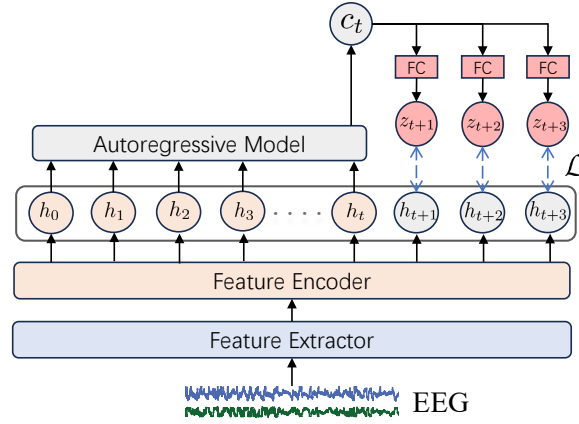 c_t
FC FC FC
z_{t+1} z_{t+2} z_{t+3}
Autoregressive Model
ℒ
h_0 h_1 h_2 h_3 · · · · h_t h_{t+1} h_{t+2} h_{t+3}
Feature Encoder
Feature Extractor
EEG